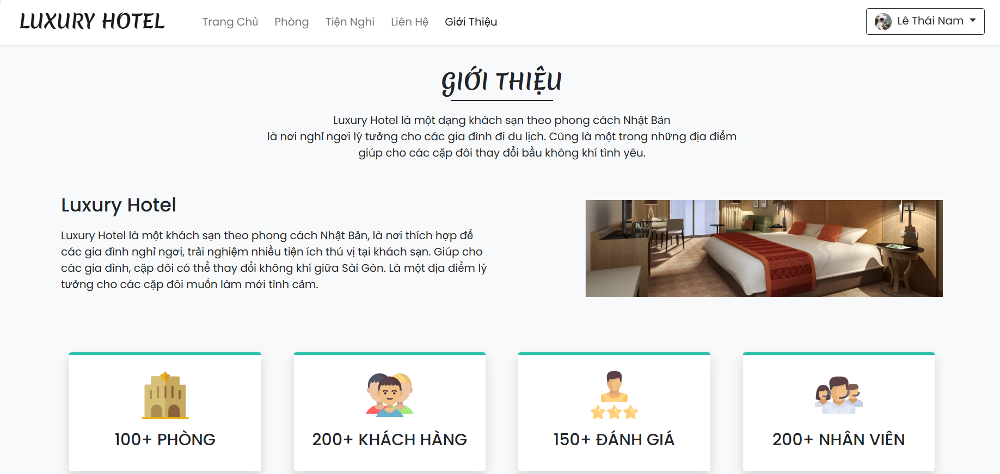 LUXURY HOTEL
Trang Chủ
Phòng
Tiện Nghi
Liên Hệ
Giới Thiệu
Lê Thái Nam
GIỚI THIỆU
Luxury Hotel là một dạng khách sạn theo phong cách Nhật Bản
là nơi nghỉ ngơi lý tưởng cho các gia đình đi du lịch. Cũng là một trong những địa điểm
giúp cho các cặp đôi thay đổi bầu không khí tình yêu.
Luxury Hotel
Luxury Hotel là một khách sạn theo phong cách Nhật Bản, là nơi thích hợp để
các gia đình nghỉ ngơi, trải nghiệm nhiều tiện ích thú vị tại khách sạn. Giúp cho
các gia đình, cặp đôi có thể thay đổi không khí giữa Sài Gòn. Là một địa điểm lý
tưởng cho các cặp đôi muốn làm mới tình cảm.
100+ PHÒNG
200+ KHÁCH HÀNG
150+ ĐÁNH GIÁ
200+ NHÂN VIÊN